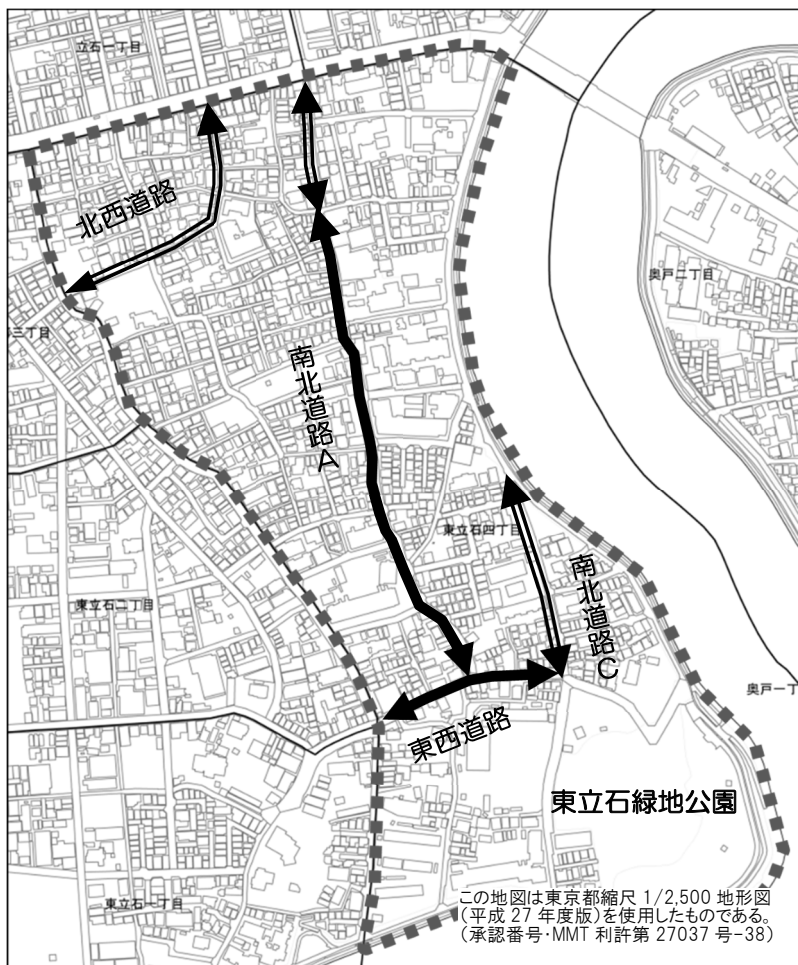 立石一丁目
北西道路
奥戸二丁目
三丁目
南北道路A
東立石四丁目
南北道路C
東立石二丁目
奥戸一丁
東西道路
東立石緑地公園
東立石一丁目
この地図は東京都縮尺 1/2,500 地形図
(平成 27 年度版)を使用したものである。
(承認番号・MMT 利許第 27037 号-38)